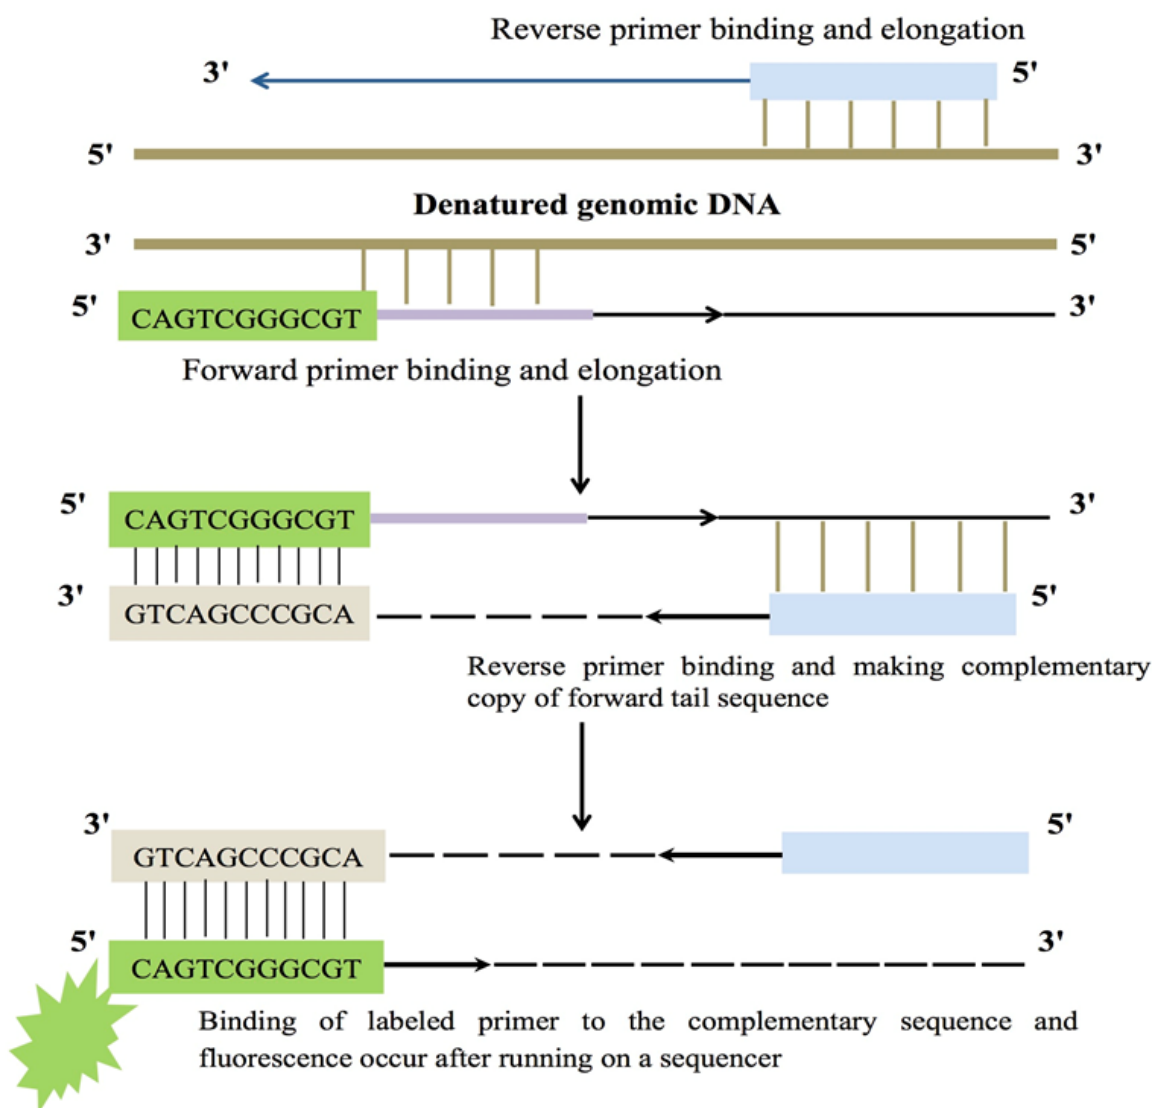 Reverse primer binding and elongation
3' 5'
5' 3'
Denatured genomic DNA
3' 5'
5' CAGTCGGGCGT 3'
Forward primer binding and elongation
5' CAGTCGGGCGT 3'
3' GTCAGCCCGCA 5'
Reverse primer binding and making complementary
copy of forward tail sequence
3' GTCAGCCCGCA 5'
5' CAGTCGGGCGT 3'
Binding of labeled primer to the complementary sequence and
fluorescence occur after running on a sequencer